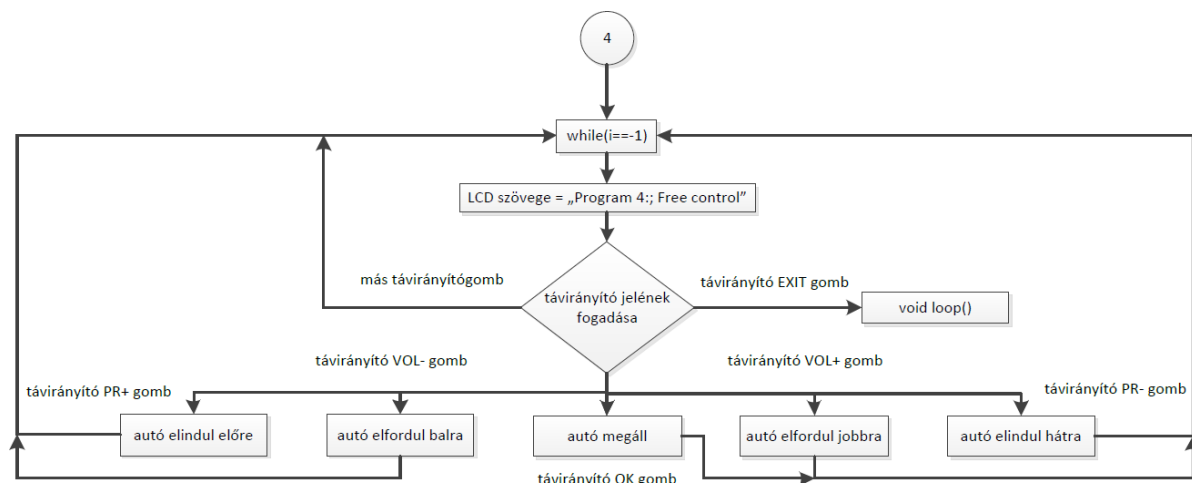 4
while(i==-1)
LCD szövege = „Program 4:; Free control”
más távirányítógomb
távirányító EXIT gomb
távirányító jelének
fogadása
void loop()
távirányító VOL- gomb
távirányító VOL+ gomb
távirányító PR+ gomb
távirányító PR- gomb
autó elindul előre
autó elfordul balra
autó megáll
autó elfordul jobbra
autó elindul hátra
távirányító OK gomb